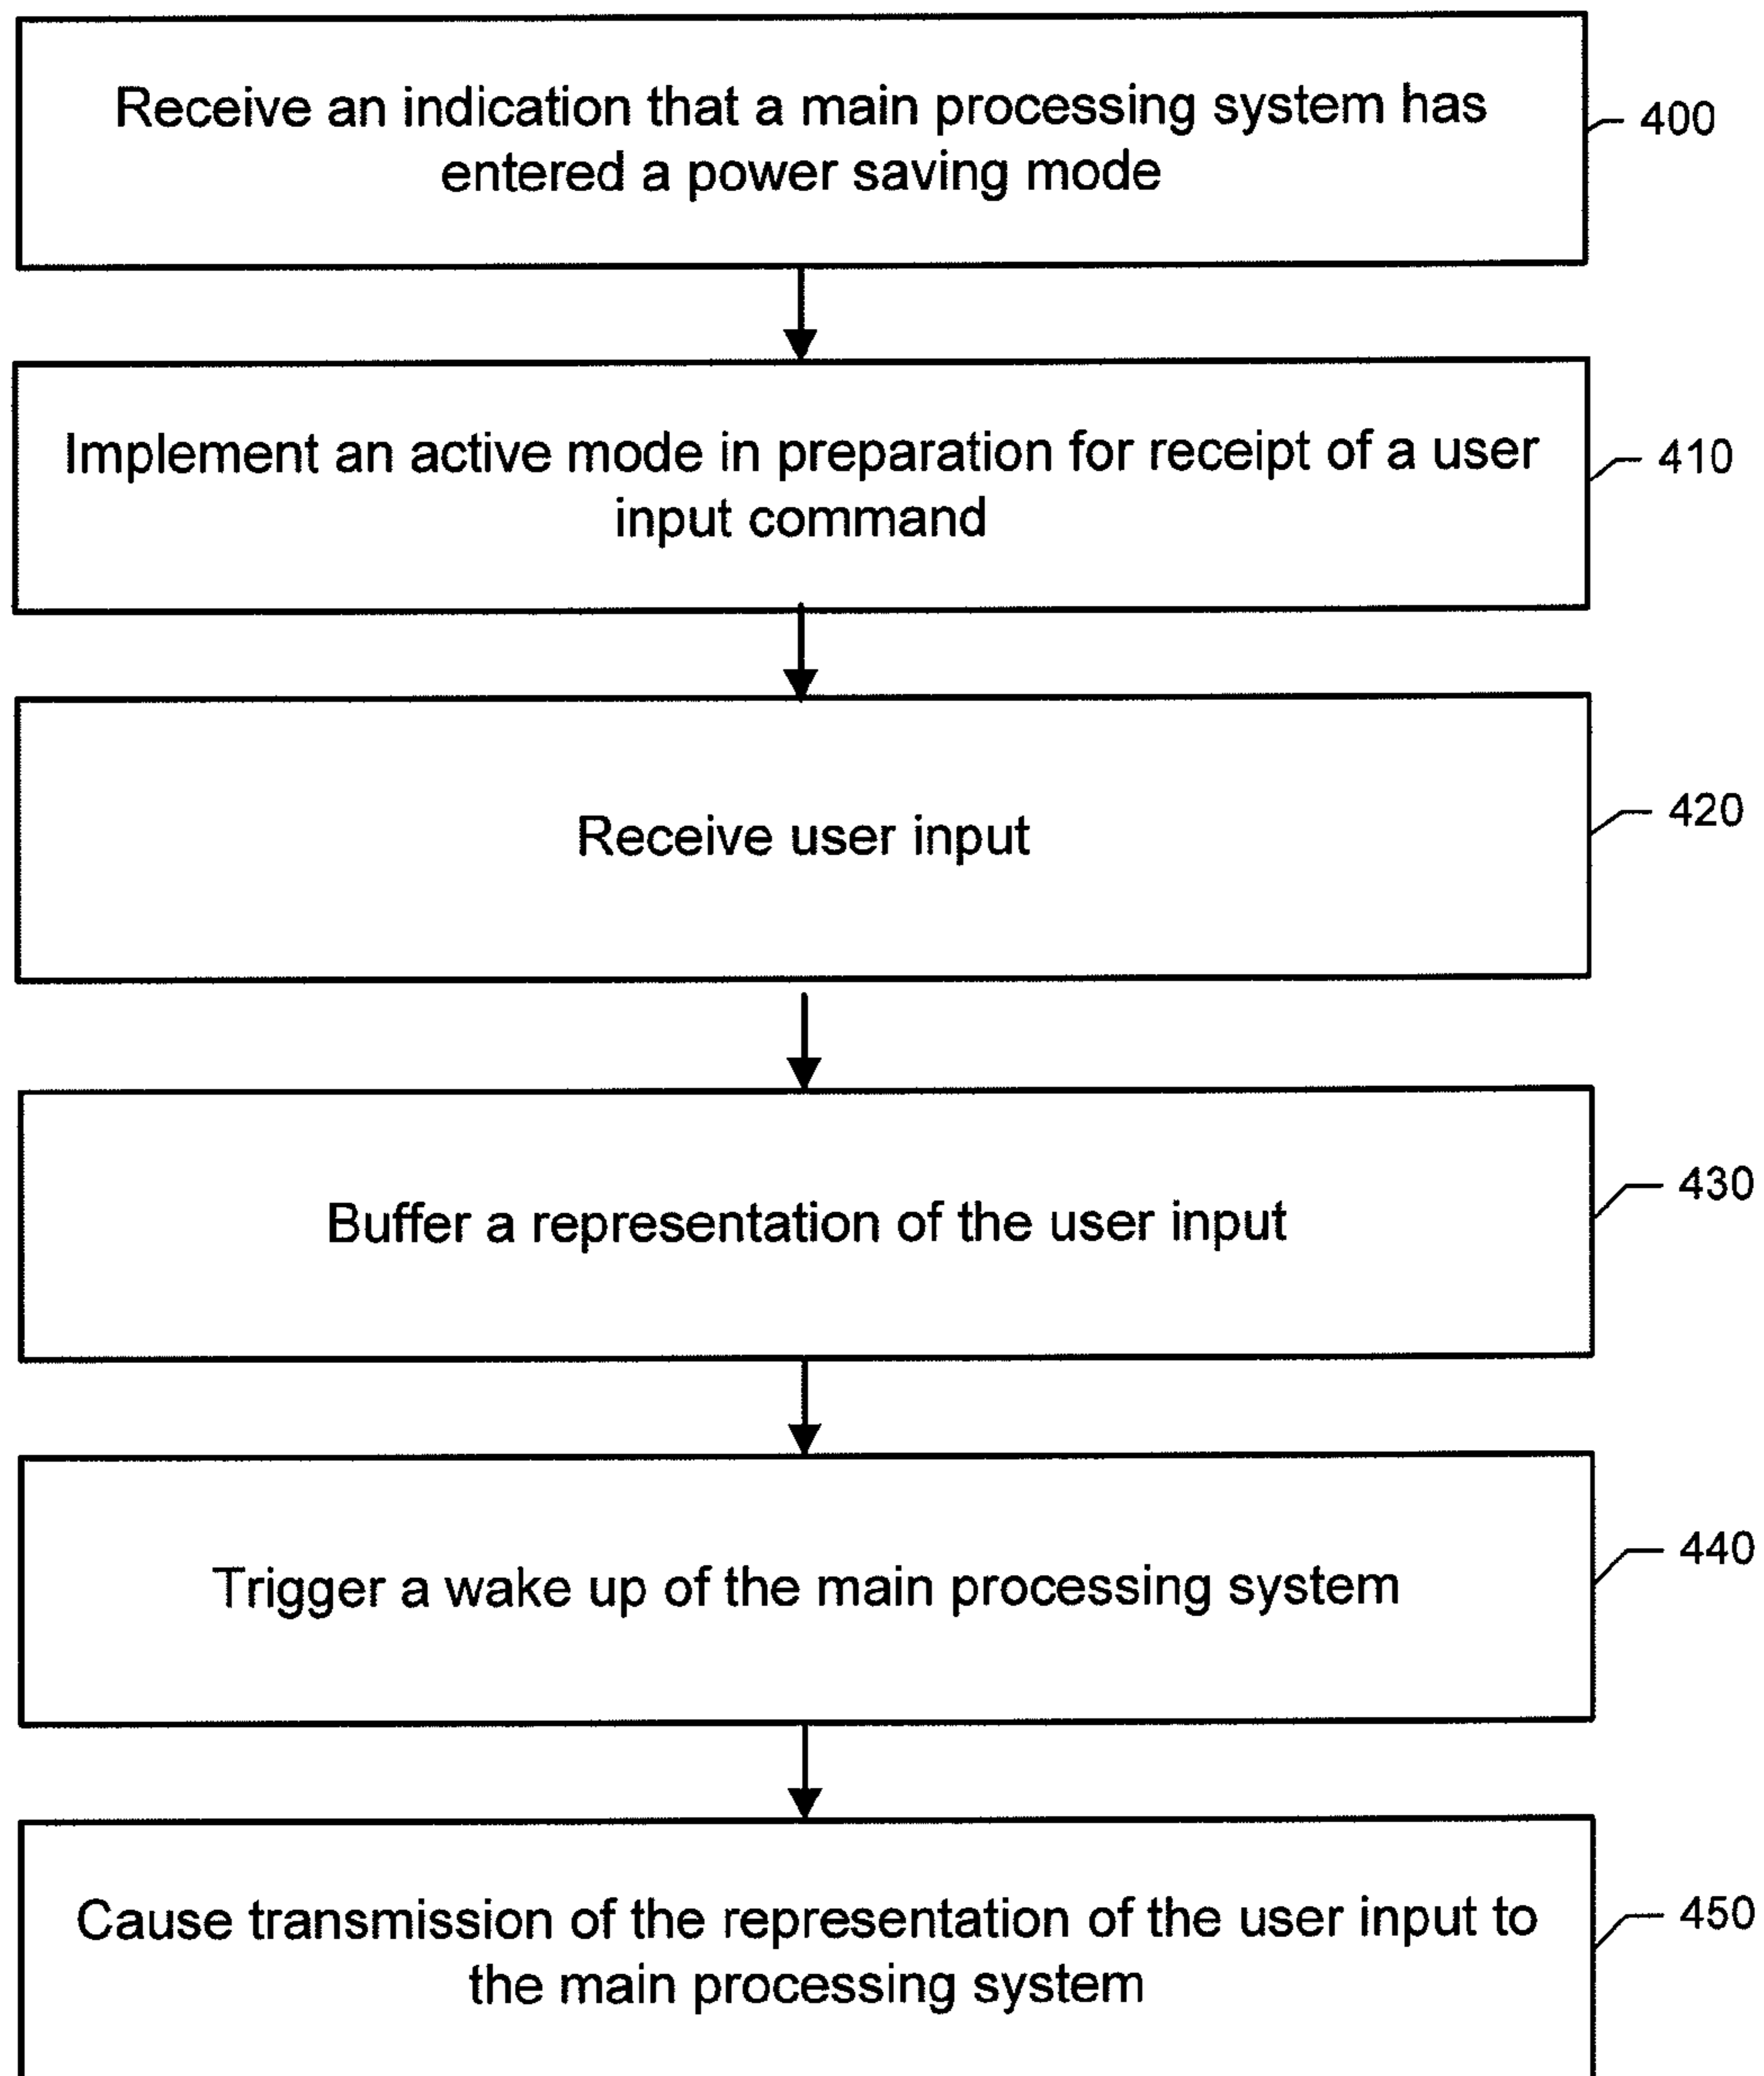 Receive an indication that a main processing system has
entered a power saving mode
400
Implement an active mode in preparation for receipt of a user
input command
410
Receive user input
420
Buffer a representation of the user input
430
Trigger a wake up of the main processing system
440
Cause transmission of the representation of the user input to
the main processing system
450